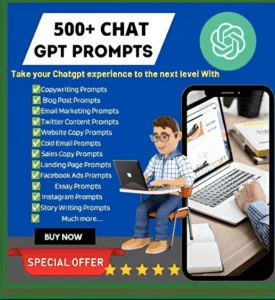 500+ CHAT
GPT PROMPTS
Take your Chatgpt experience to the next level With
Copywriting Prompts
Blog Post Prompts
Email Marketing Prompts
Twitter Content Prompts
Website Copy Prompts
Cold Email Prompts
Sales Copy Prompts
Landing Page Prompts
Facebook Ads Prompts
Essay Prompts
Instagram Prompts
Story Writing Prompts
Much more...
BUY NOW
SPECIAL OFFER